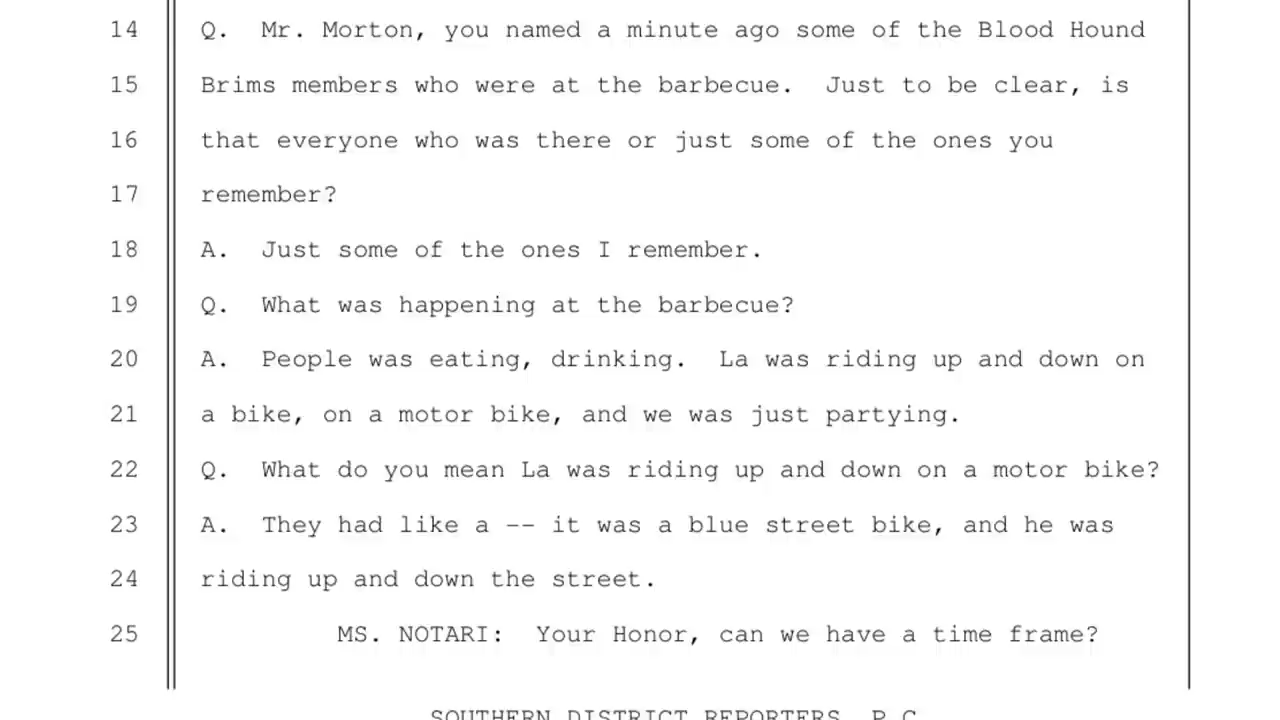 14 Q. Mr. Morton, you named a minute ago some of the Blood Hound
15 Brims members who were at the barbecue. Just to be clear, is
16 that everyone who was there or just some of the ones you
17 remember?
18 A. Just some of the ones I remember.
19 Q. What was happening at the barbecue?
20 A. People was eating, drinking. La was riding up and down on
21 a bike, on a motor bike, and we was just partying.
22 Q. What do you mean La was riding up and down on a motor bike?
23 A. They had like a -- it was a blue street bike, and he was
24 riding up and down the street.
25 MS. NOTARI: Your Honor, can we have a time frame?
SOUTHERN DISTRICT REPORTERS, P.C.